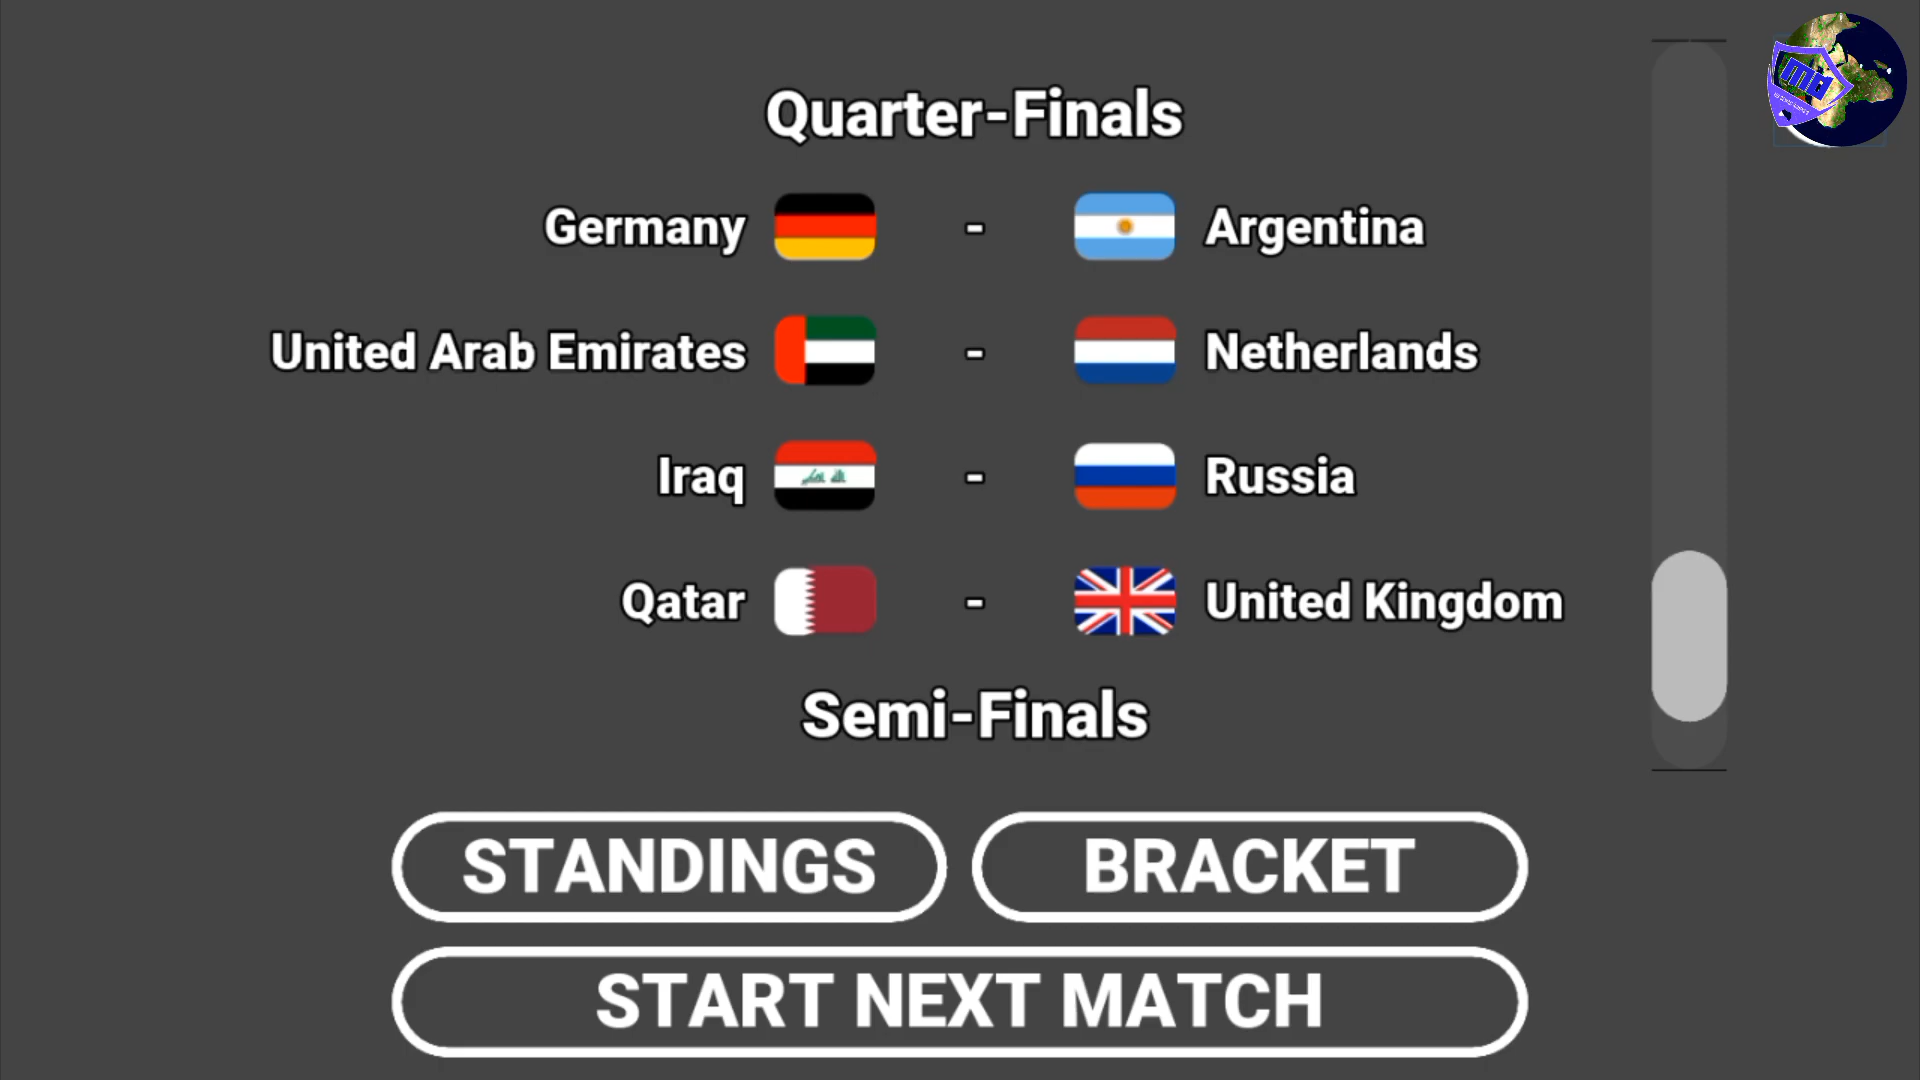 Quarter-Finals
Germany - Argentina
United Arab Emirates - Netherlands
Iraq - Russia
Qatar - United Kingdom
Semi-Finals
STANDINGS BRACKET
START NEXT MATCH